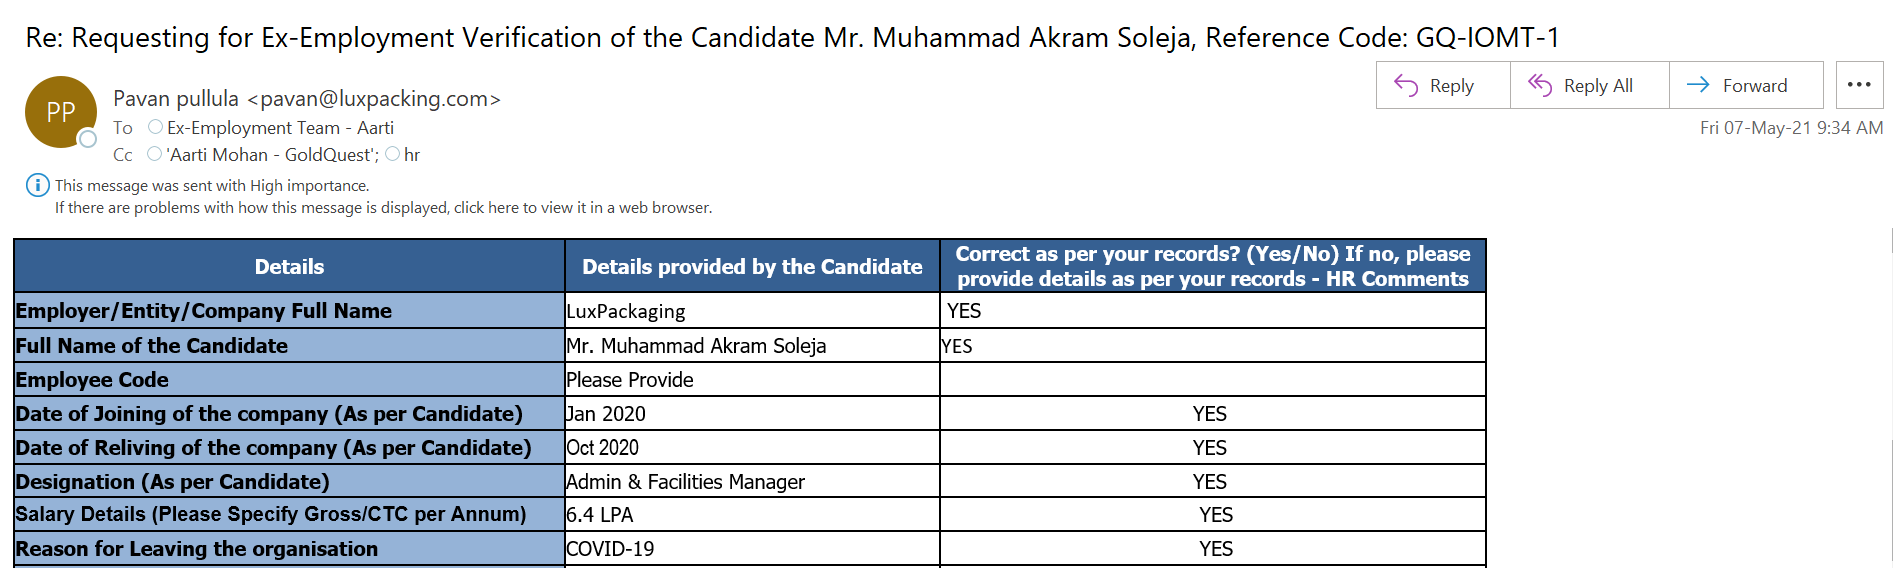 Re: Requesting for Ex-Employment Verification of the Candidate Mr. Muhammad Akram Soleja, Reference Code: GQ-IOMT-1
PP
Pavan pullula <pavan@luxpacking.com>
To Ex-Employment Team - Aarti
Cc 'Aarti Mohan - GoldQuest'; hr
Reply Reply All Forward ...
Fri 07-May-21 9:34 AM
This message was sent with High importance.
If there are problems with how this message is displayed, click here to view it in a web browser.
Details Details provided by the Candidate Correct as per your records? (Yes/No) If no, please
provide details as per your records - HR Comments
Employer/Entity/Company Full Name LuxPackaging YES
Full Name of the Candidate Mr. Muhammad Akram Soleja YES
Employee Code Please Provide
Date of Joining of the company (As per Candidate) Jan 2020 YES
Date of Reliving of the company (As per Candidate) Oct 2020 YES
Designation (As per Candidate) Admin & Facilities Manager YES
Salary Details (Please Specify Gross/CTC per Annum) 6.4 LPA YES
Reason for Leaving the organisation COVID-19 YES